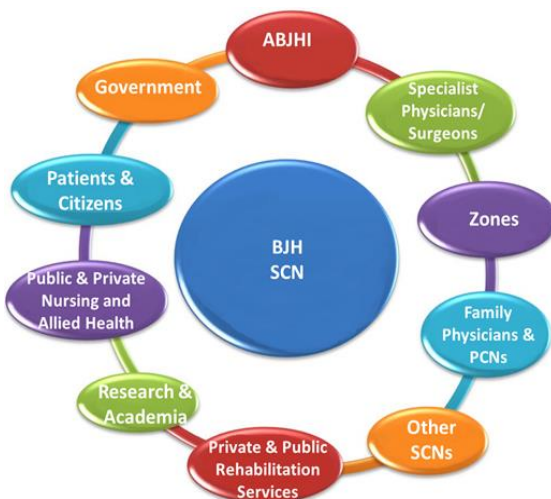 ABJHI
Specialist
Physicians/
Surgeons
Zones
Family
Physicians &
PCNs
Other
SCNs
Private & Public
Rehabilitation
Services
Research &
Academia
Public & Private
Nursing and
Allied Health
Patients &
Citizens
Government
BJH
SCN